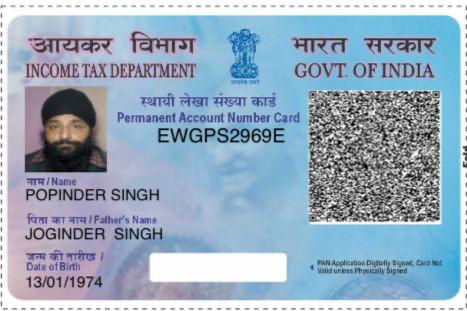 आयकर विभाग
INCOME TAX DEPARTMENT
भारत सरकार
GOVT. OF INDIA
स्थायी लेखा संख्या कार्ड
Permanent Account Number Card
EWGPS2969E
नाम / Name
POPINDER SINGH
पिता का नाम / Father's Name
JOGINDER SINGH
जन्म की तारीख /
Date of Birth
13/01/1974
PAN Application Digitally Signed, Card Not
Valid unless Physically Signed